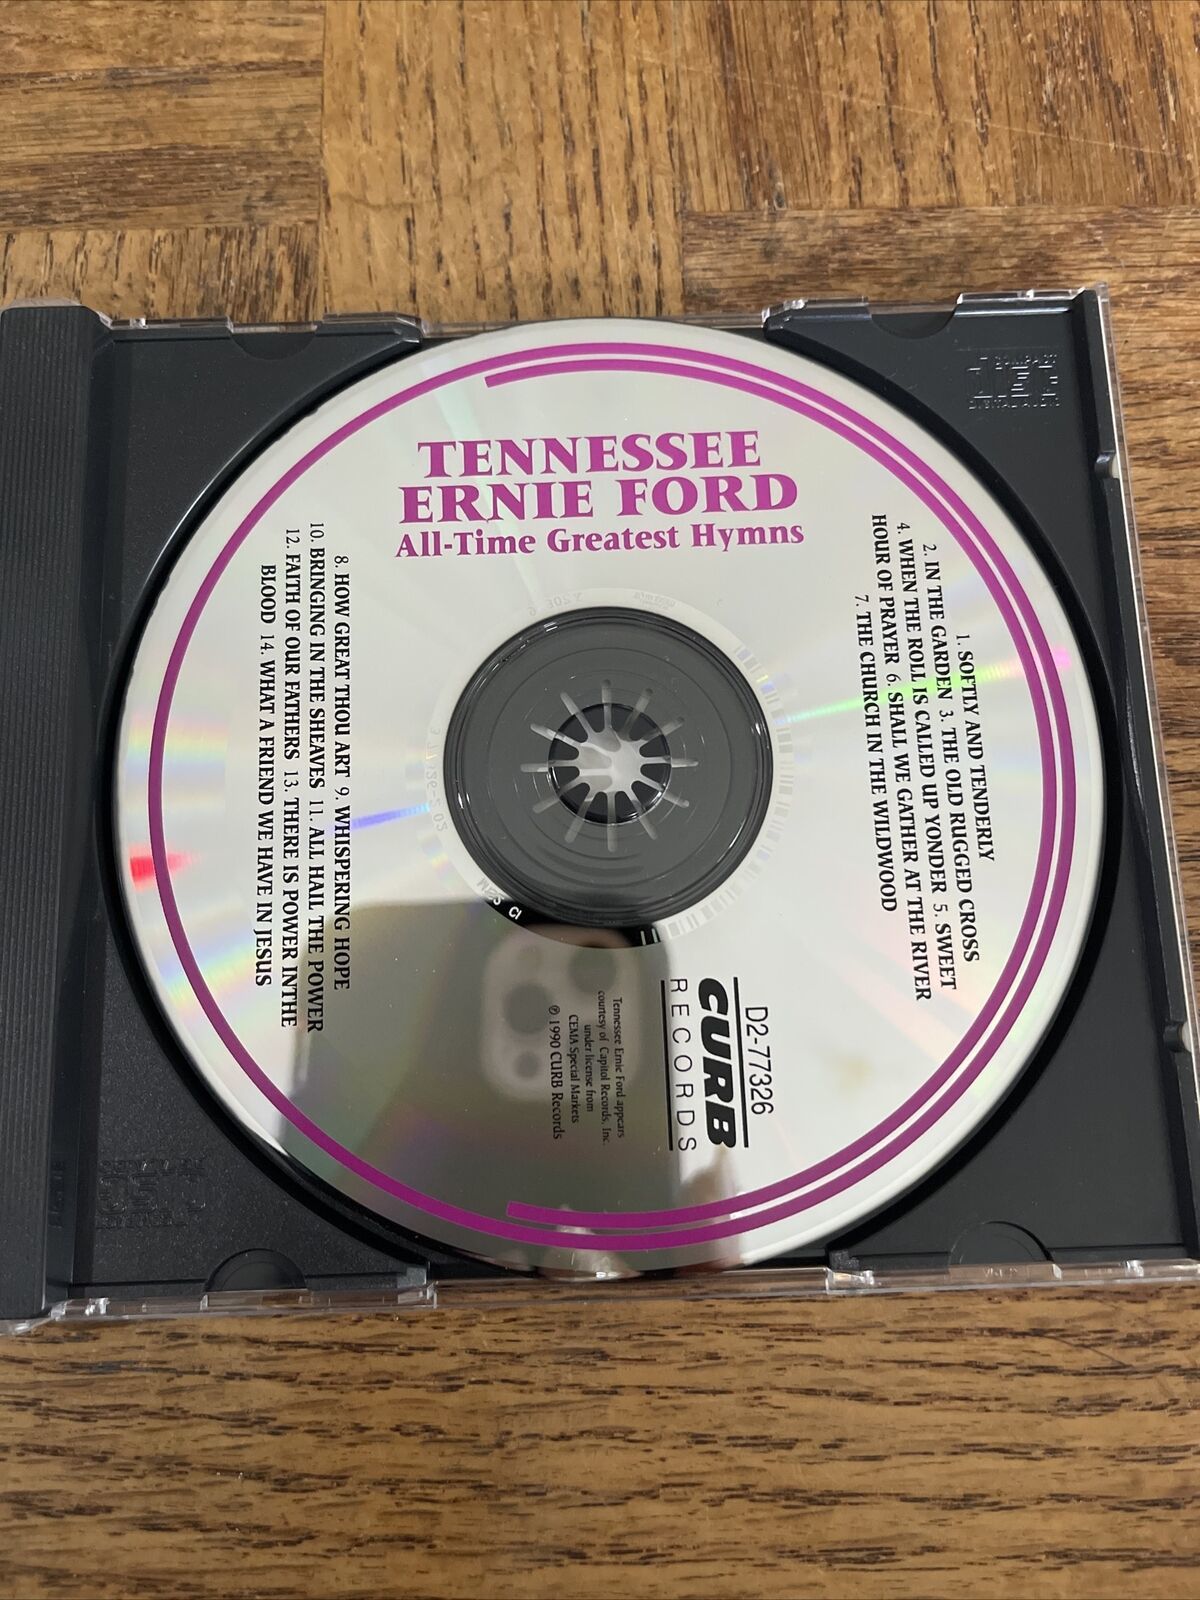 TENNESSEE
ERNIE FORD
All-Time Greatest Hymns
1. SOFTLY AND TENDERLY
2. IN THE GARDEN 3. THE OLD RUGGED CROSS
4. WHEN THE ROLL IS CALLED UP YONDER 5. SWEET
HOUR OF PRAYER 6. SHALL WE GATHER AT THE RIVER
7. THE CHURCH IN THE WILDWOOD
8. HOW GREAT THOU ART 9. WHISPERING HOPE
10. BRINGING IN THE SHEAVES 11. ALL HAIL THE POWER
12. FAITH OF OUR FATHERS 13. THERE IS POWER INTHE
BLOOD 14. WHAT A FRIEND WE HAVE IN JESUS
D2-77326
CURB
RECORDS
Tennessee Ernie Ford appears
courtesy of Capitol Records, Inc.
under license from
CEMA Special Markets
℗ 1990 CURB Records
COMPACT
DIGITAL AUDIO